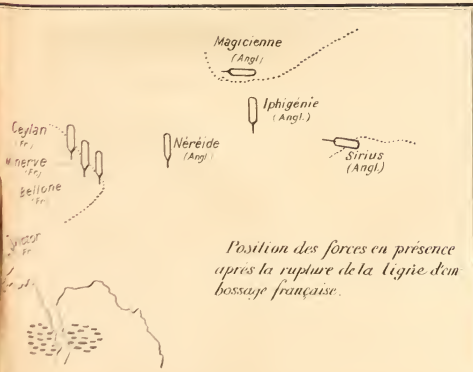 Magicienne
(Angl)
Iphigénie
(Angl.)
Ceylan
(Fr)
Néréide
(Angl)
Sirius
(Angl.)
Minerve
(Fr)
Bellone
(Fr)
Fr
Position des forces en présence
après la rupture de la ligne d'em
bossage française.